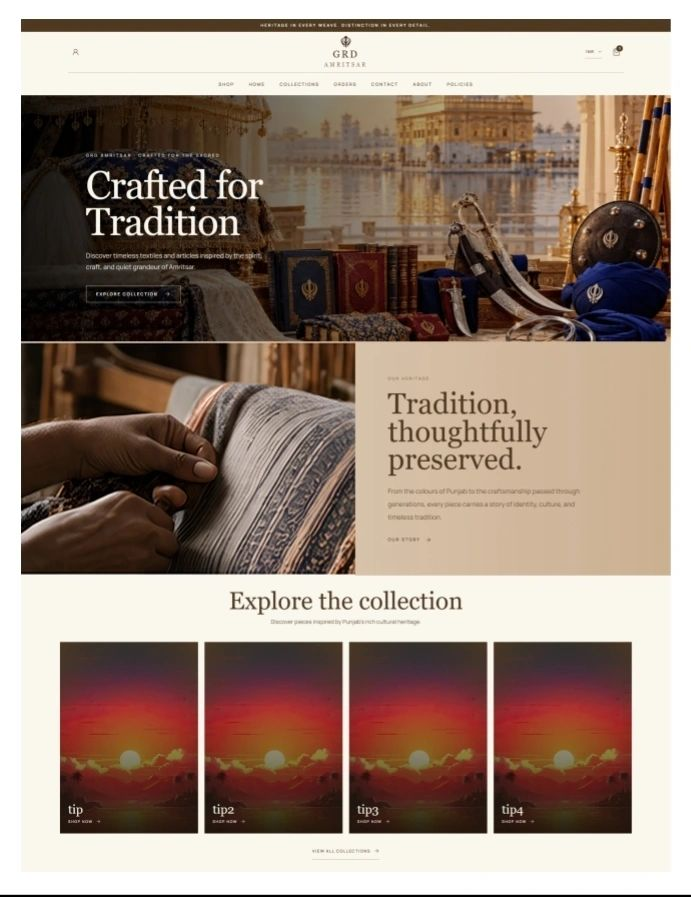 HERITAGE IN EVERY WEAVE. DISTINCTION IN EVERY DETAIL.
GRD
AMRITSAR
SHOP HOME COLLECTIONS ORDERS CONTACT ABOUT POLICIES
GRD AMRITSAR · CRAFTED FOR THE SACRED
Crafted for
Tradition
Discover timeless textiles and articles inspired by the spirit,
craft, and quiet grandeur of Amritsar.
EXPLORE COLLECTION →
OUR HERITAGE
Tradition,
thoughtfully
preserved.
From the colours of Punjab to the craftsmanship passed through
generations, every piece carries a story of identity, culture, and
timeless tradition.
OUR STORY →
Explore the collection
Discover pieces inspired by Punjab's rich cultural heritage.
tip
SHOP NOW →
tip2
SHOP NOW →
tip3
SHOP NOW →
tip4
SHOP NOW →
VIEW ALL COLLECTIONS →